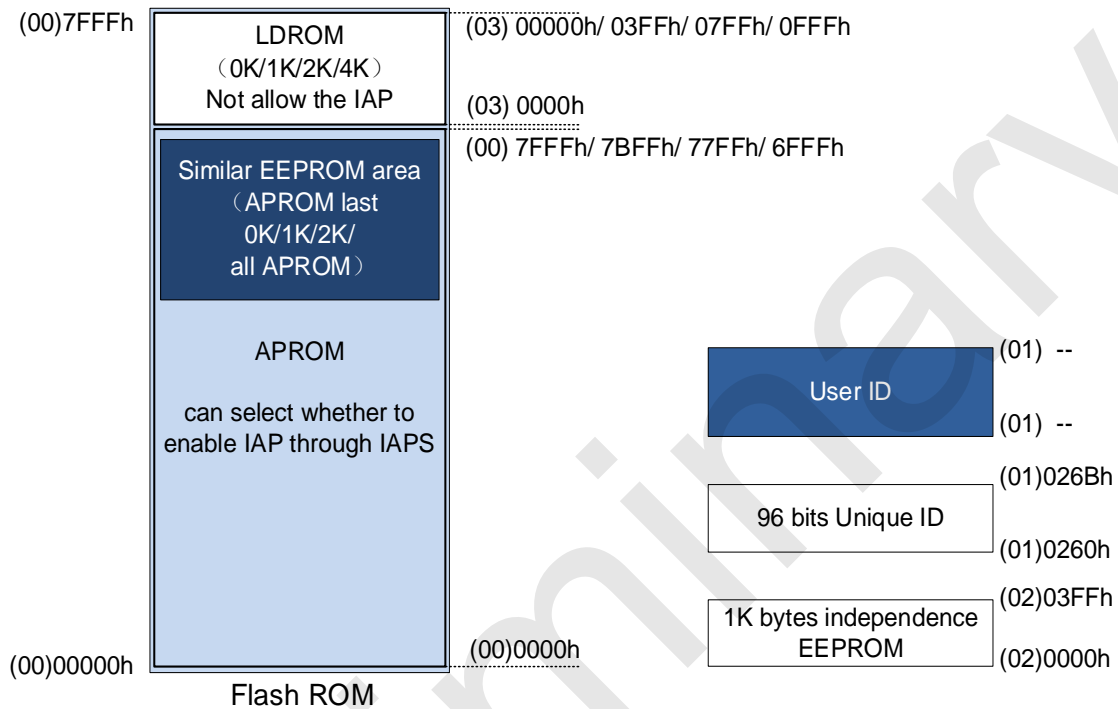 (00)7FFFh
LDROM
（0K/1K/2K/4K）
Not allow the IAP
(03) 00000h/ 03FFh/ 07FFh/ 0FFFh
(03) 0000h
(00) 7FFFh/ 7BFFh/ 77FFh/ 6FFFh
Similar EEPROM area
（APROM last
0K/1K/2K/
all APROM）
APROM
can select whether to
enable IAP through IAPS
(00)0000h
(00)00000h
Flash ROM
(01) --
User ID
(01) --
(01)026Bh
96 bits Unique ID
(01)0260h
(02)03FFh
1K bytes independence
EEPROM
(02)0000h
minary